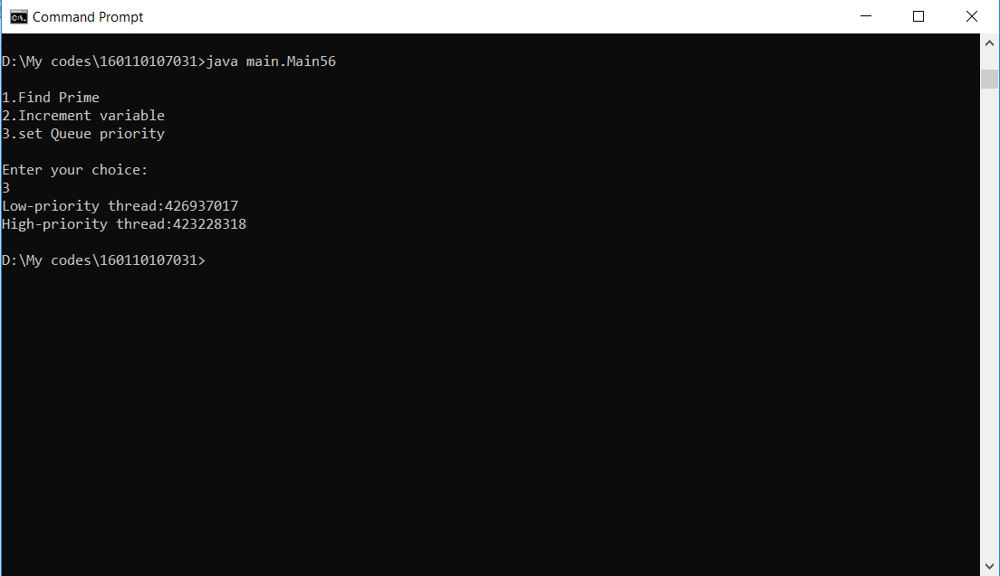 Command Prompt
D:\My codes\160110107031>java main.Main56
1.Find Prime
2.Increment variable
3.set Queue priority
Enter your choice:
3
Low-priority thread:426937017
High-priority thread:423228318
D:\My codes\160110107031>